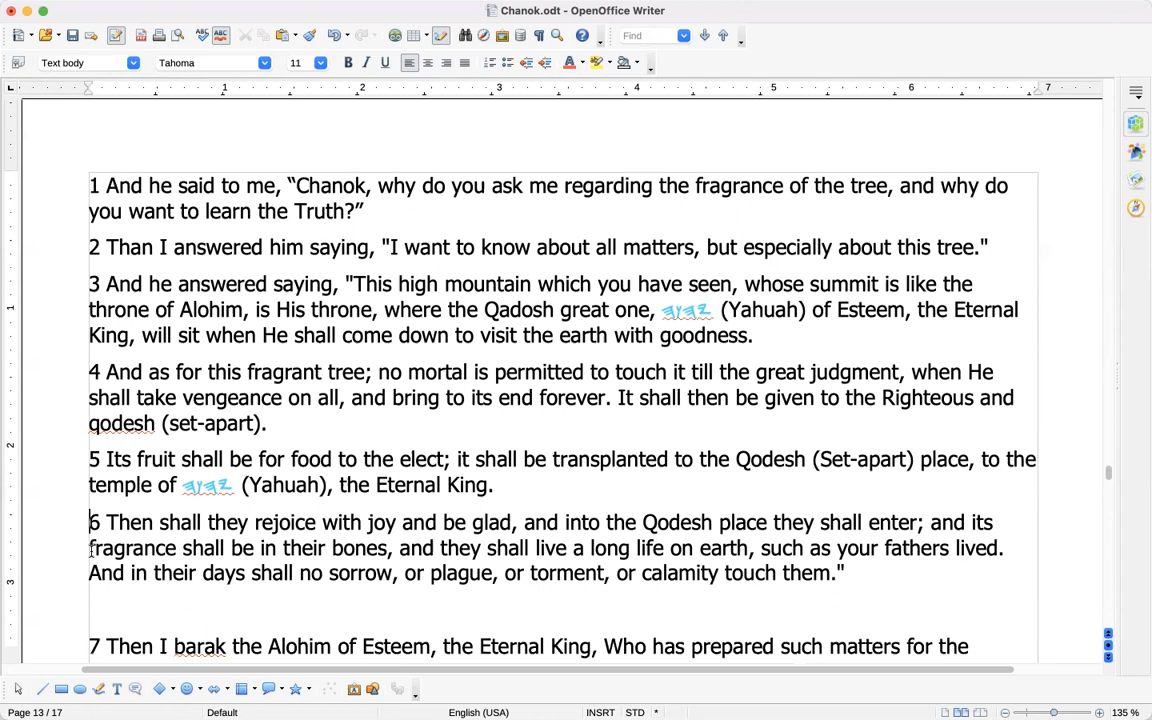 Chanok.odt - OpenOffice Writer
Find
Text body Tahoma 11 B I U
1 2 3 4 5 6 7
1 And he said to me, “Chanok, why do you ask me regarding the fragrance of the tree, and why do
you want to learn the Truth?”
2 Than I answered him saying, "I want to know about all matters, but especially about this tree."
3 And he answered saying, "This high mountain which you have seen, whose summit is like the
throne of Alohim, is His throne, where the Qadosh great one, 𐤉𐤄𐤅𐤄 (Yahuah) of Esteem, the Eternal
King, will sit when He shall come down to visit the earth with goodness.
4 And as for this fragrant tree; no mortal is permitted to touch it till the great judgment, when He
shall take vengeance on all, and bring to its end forever. It shall then be given to the Righteous and
qodesh (set-apart).
5 Its fruit shall be for food to the elect; it shall be transplanted to the Qodesh (Set-apart) place, to the
temple of 𐤉𐤄𐤅𐤄 (Yahuah), the Eternal King.
6 Then shall they rejoice with joy and be glad, and into the Qodesh place they shall enter; and its
fragrance shall be in their bones, and they shall live a long life on earth, such as your fathers lived.
And in their days shall no sorrow, or plague, or torment, or calamity touch them."
7 Then I barak the Alohim of Esteem, the Eternal King, Who has prepared such matters for the
1
2
3
Page 13 / 17 Default English (USA) INSRT STD * 135 %